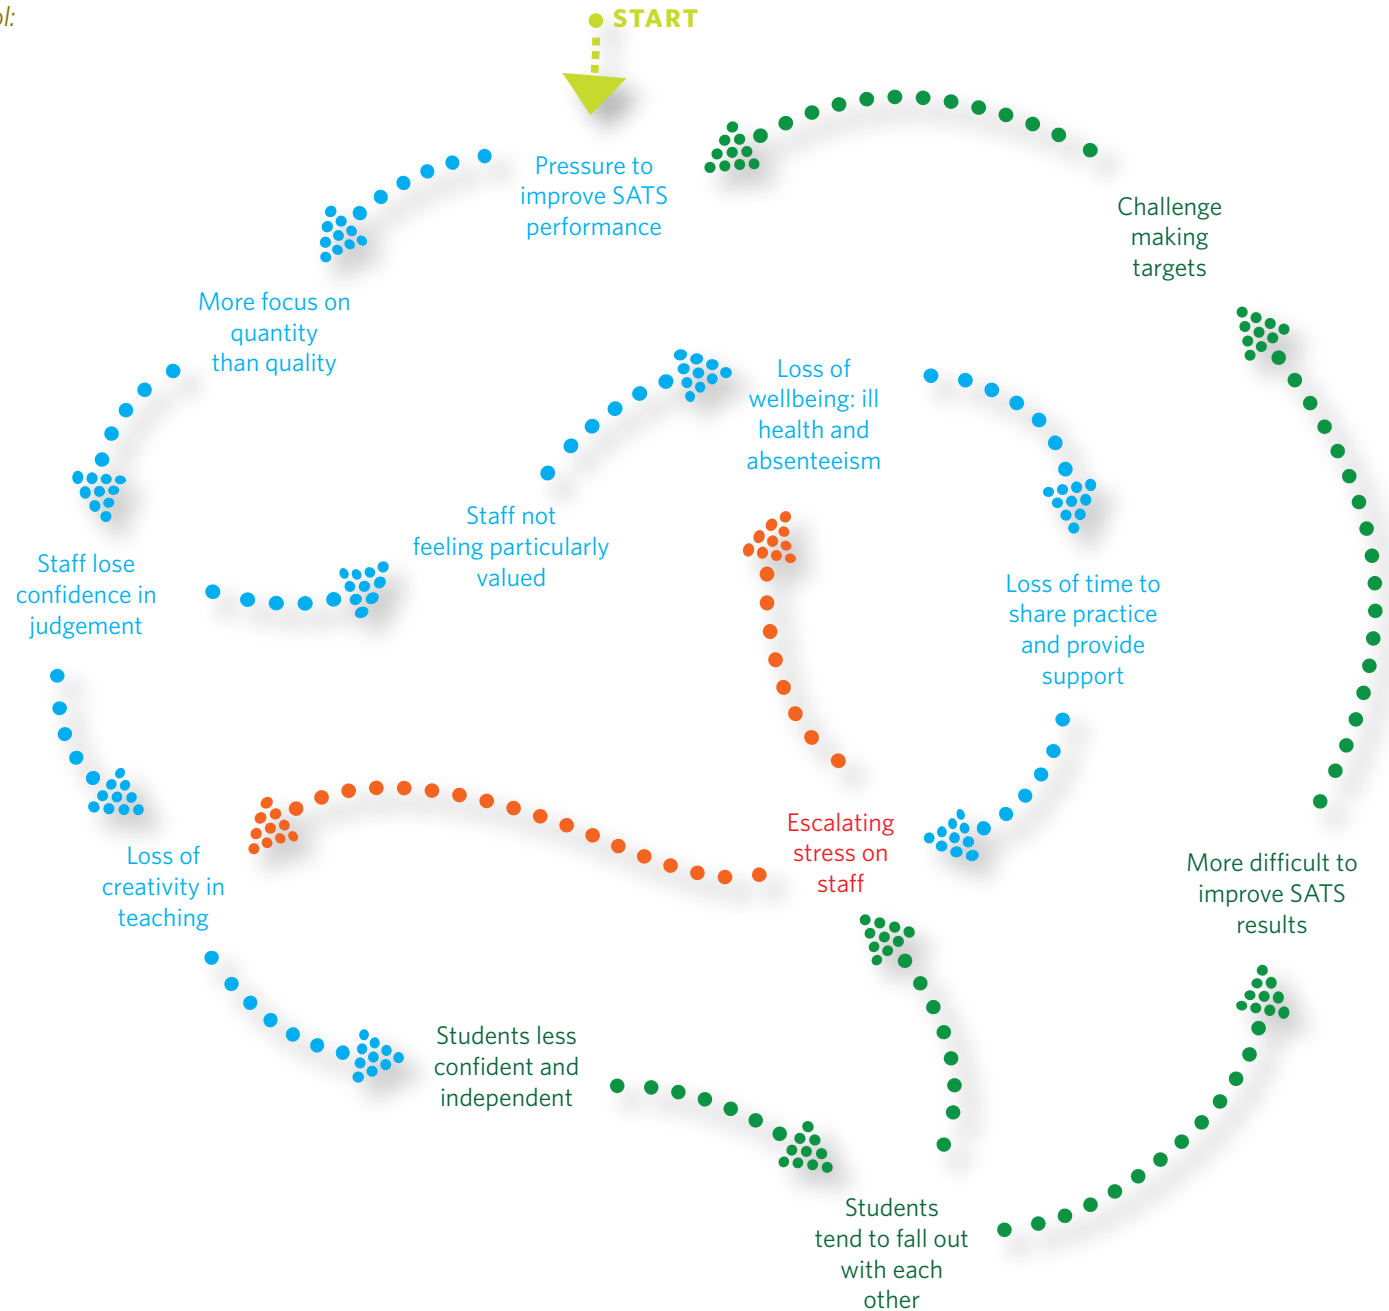 START
Pressure to
improve SATS
performance
More focus on
quantity
than quality
Staff lose
confidence in
judgement
Staff not
feeling particularly
valued
Loss of
wellbeing: ill
health and
absenteeism
Loss of time to
share practice
and provide
support
Escalating
stress on
staff
Loss of
creativity in
teaching
Students less
confident and
independent
Students
tend to fall out
with each
other
More difficult to
improve SATS
results
Challenge
making
targets